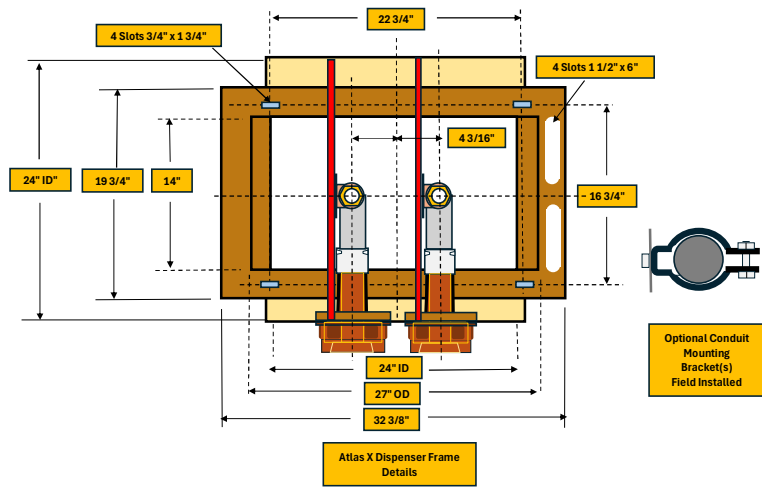 22 3/4"
4 Slots 3/4" x 1 3/4"
4 Slots 1 1/2" x 6"
4 3/16"
24" ID"
19 3/4"
14"
16 3/4"
24" ID
27" OD
32 3/8"
Optional Conduit
Mounting
Bracket(s)
Field Installed
Atlas X Dispenser Frame
Details